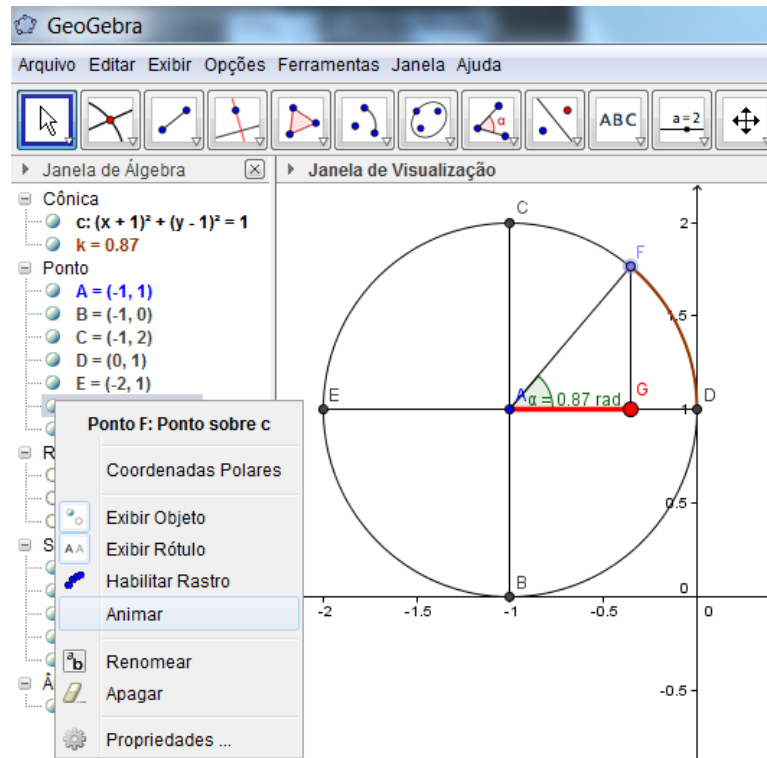 GeoGebra
Arquivo Editar Exibir Opções Ferramentas Janela Ajuda
α
ABC
a=2
Janela de Álgebra
Cônica
c: (x + 1)² + (y - 1)² = 1
k = 0.87
Ponto
A = (-1, 1)
B = (-1, 0)
C = (-1, 2)
D = (0, 1)
E = (-2, 1)
R
S
Â
Ponto F: Ponto sobre c
Coordenadas Polares
Exibir Objeto
AA Exibir Rótulo
Habilitar Rastro
Animar
ab Renomear
Apagar
Propriedades ...
Janela de Visualização
C
2
F
1.5
E
A
α = 0.87 rad
G
1
D
0.5
B
0
-2
-1.5
-1
-0.5
0
-0.5